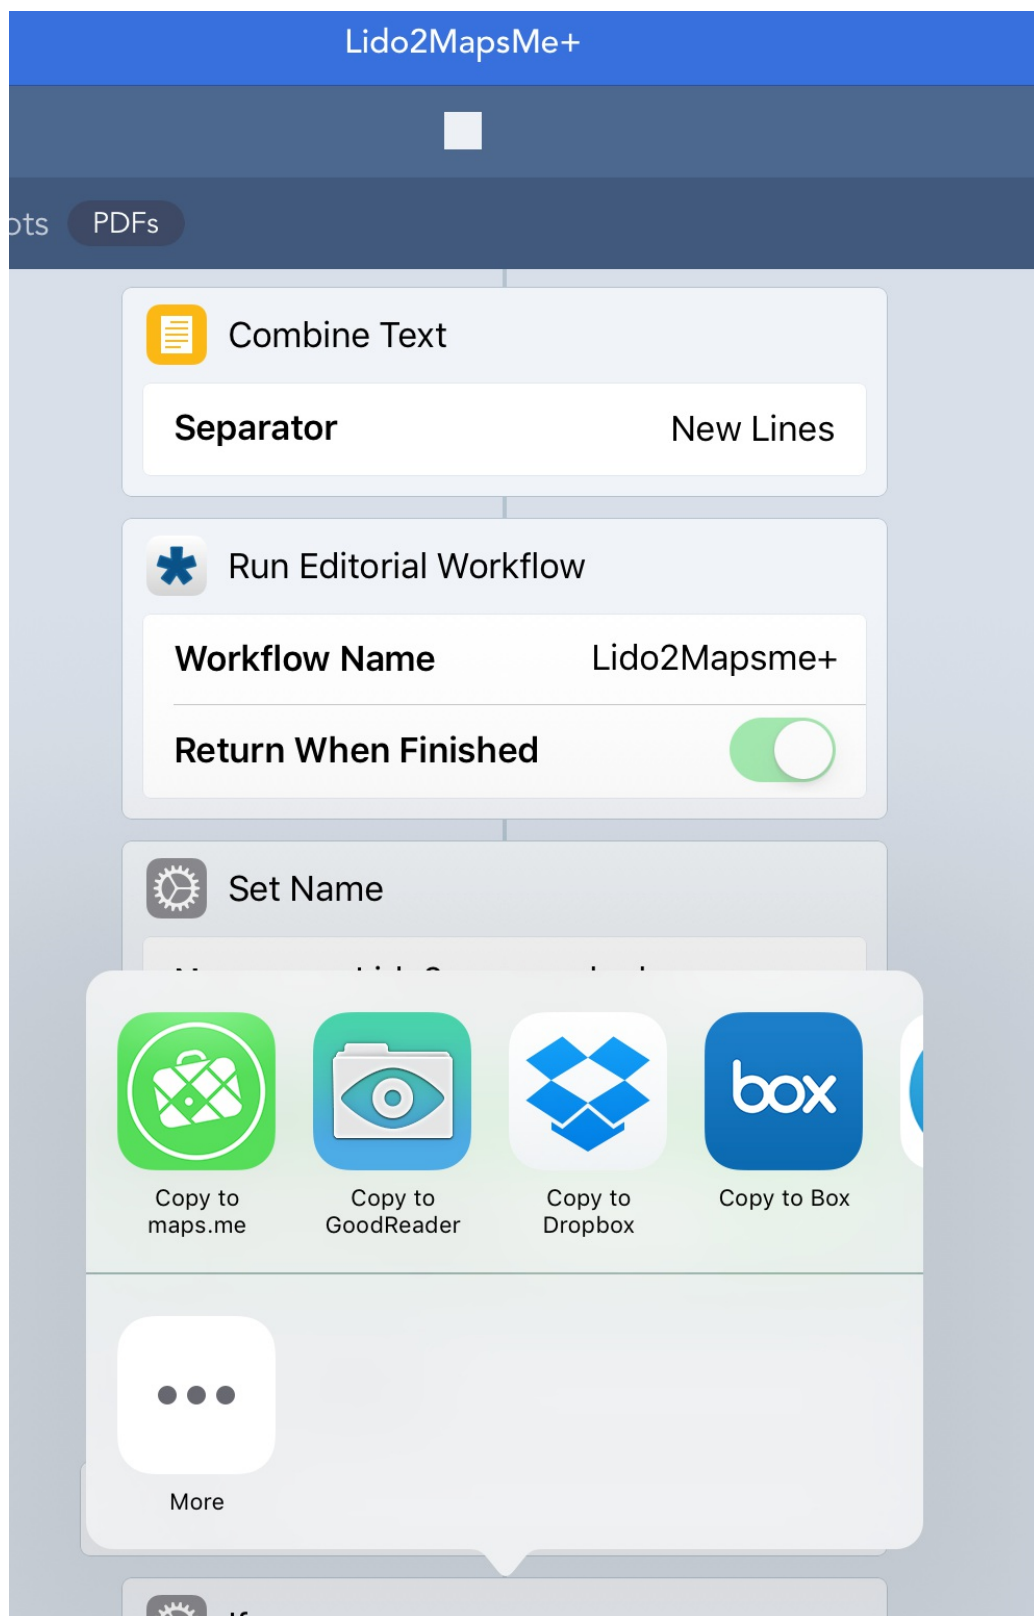 Lido2MapsMe+
PDFs
Combine Text
Separator New Lines
Run Editorial Workflow
Workflow Name Lido2Mapsme+
Return When Finished
Set Name
Copy to maps.me
Copy to GoodReader
Copy to Dropbox
box
Copy to Box
More